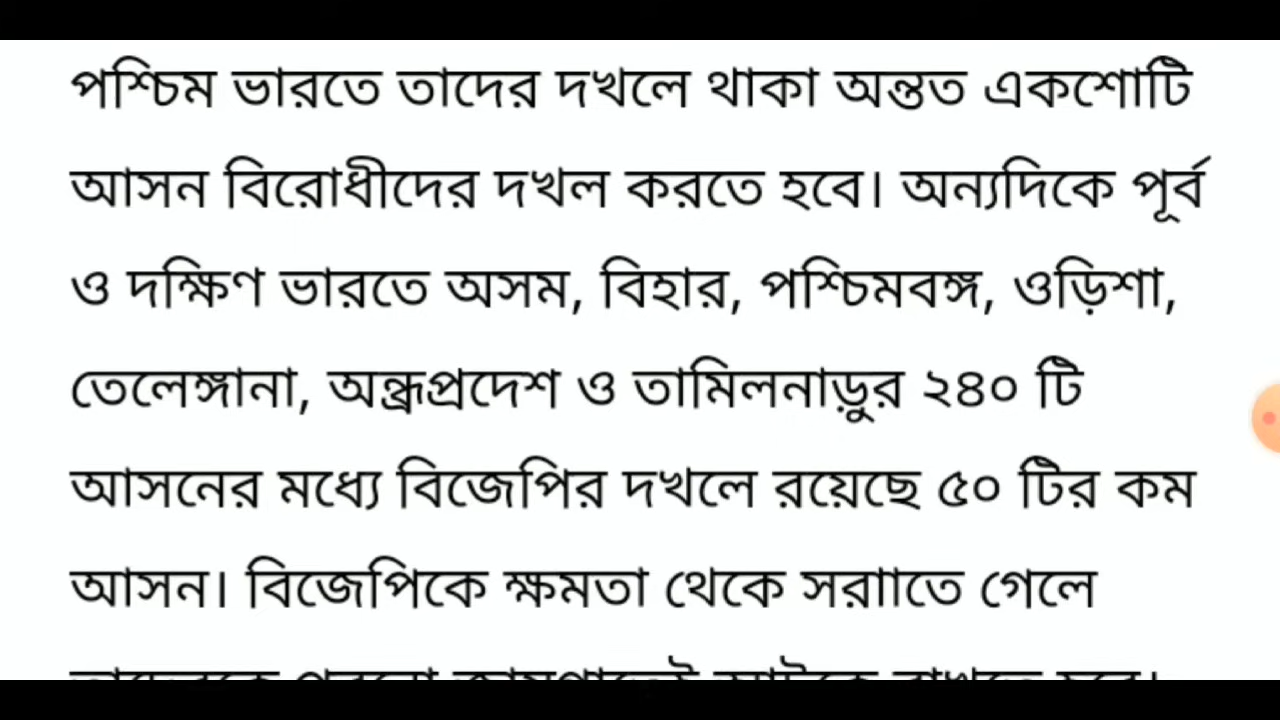 পশ্চিম ভারতে তাদের দখলে থাকা অন্তত একশোটি
আসন বিরোধীদের দখল করতে হবে। অন্যদিকে পূর্ব
ও দক্ষিণ ভারতে অসম, বিহার, পশ্চিমবঙ্গ, ওড়িশা,
তেলেঙ্গানা, অন্ধ্রপ্রদেশ ও তামিলনাড়ুর ২৪০ টি
আসনের মধ্যে বিজেপির দখলে রয়েছে ৫০ টির কম
আসন। বিজেপিকে ক্ষমতা থেকে সরাাতে গেলে